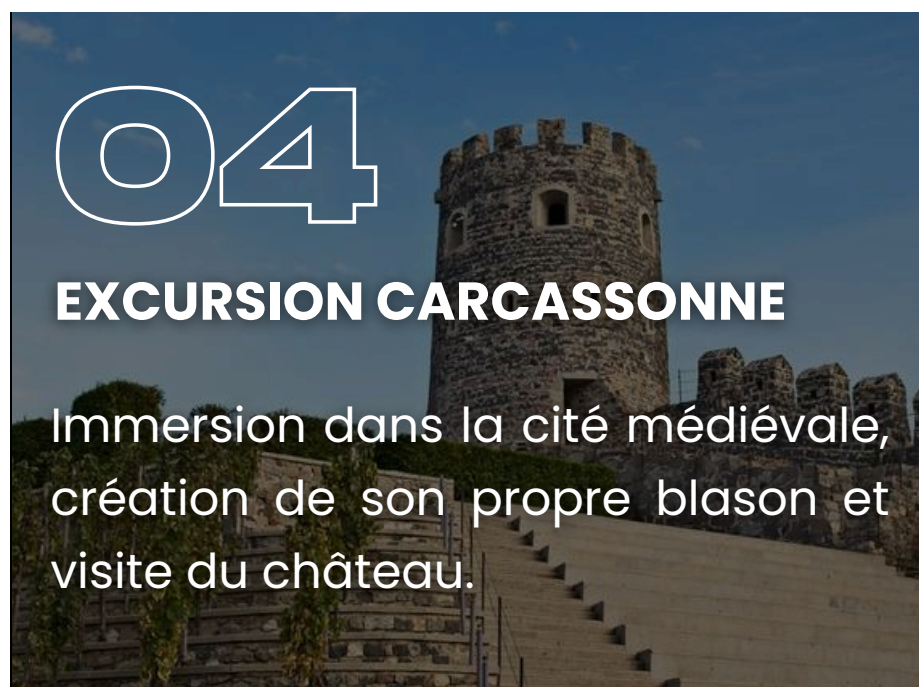 04
EXCURSION CARCASSONNE
Immersion dans la cité médiévale,
création de son propre blason et
visite du château.